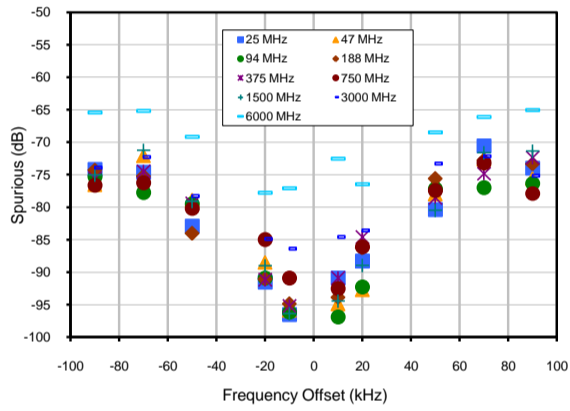 -50
-55
-60
-65
-70
-75
-80
-85
-90
-95
-100
Spurious (dB)
25 MHz 47 MHz
94 MHz 188 MHz
375 MHz 750 MHz
1500 MHz 3000 MHz
6000 MHz
-100 -80 -60 -40 -20 0 20 40 60 80 100
Frequency Offset (kHz)